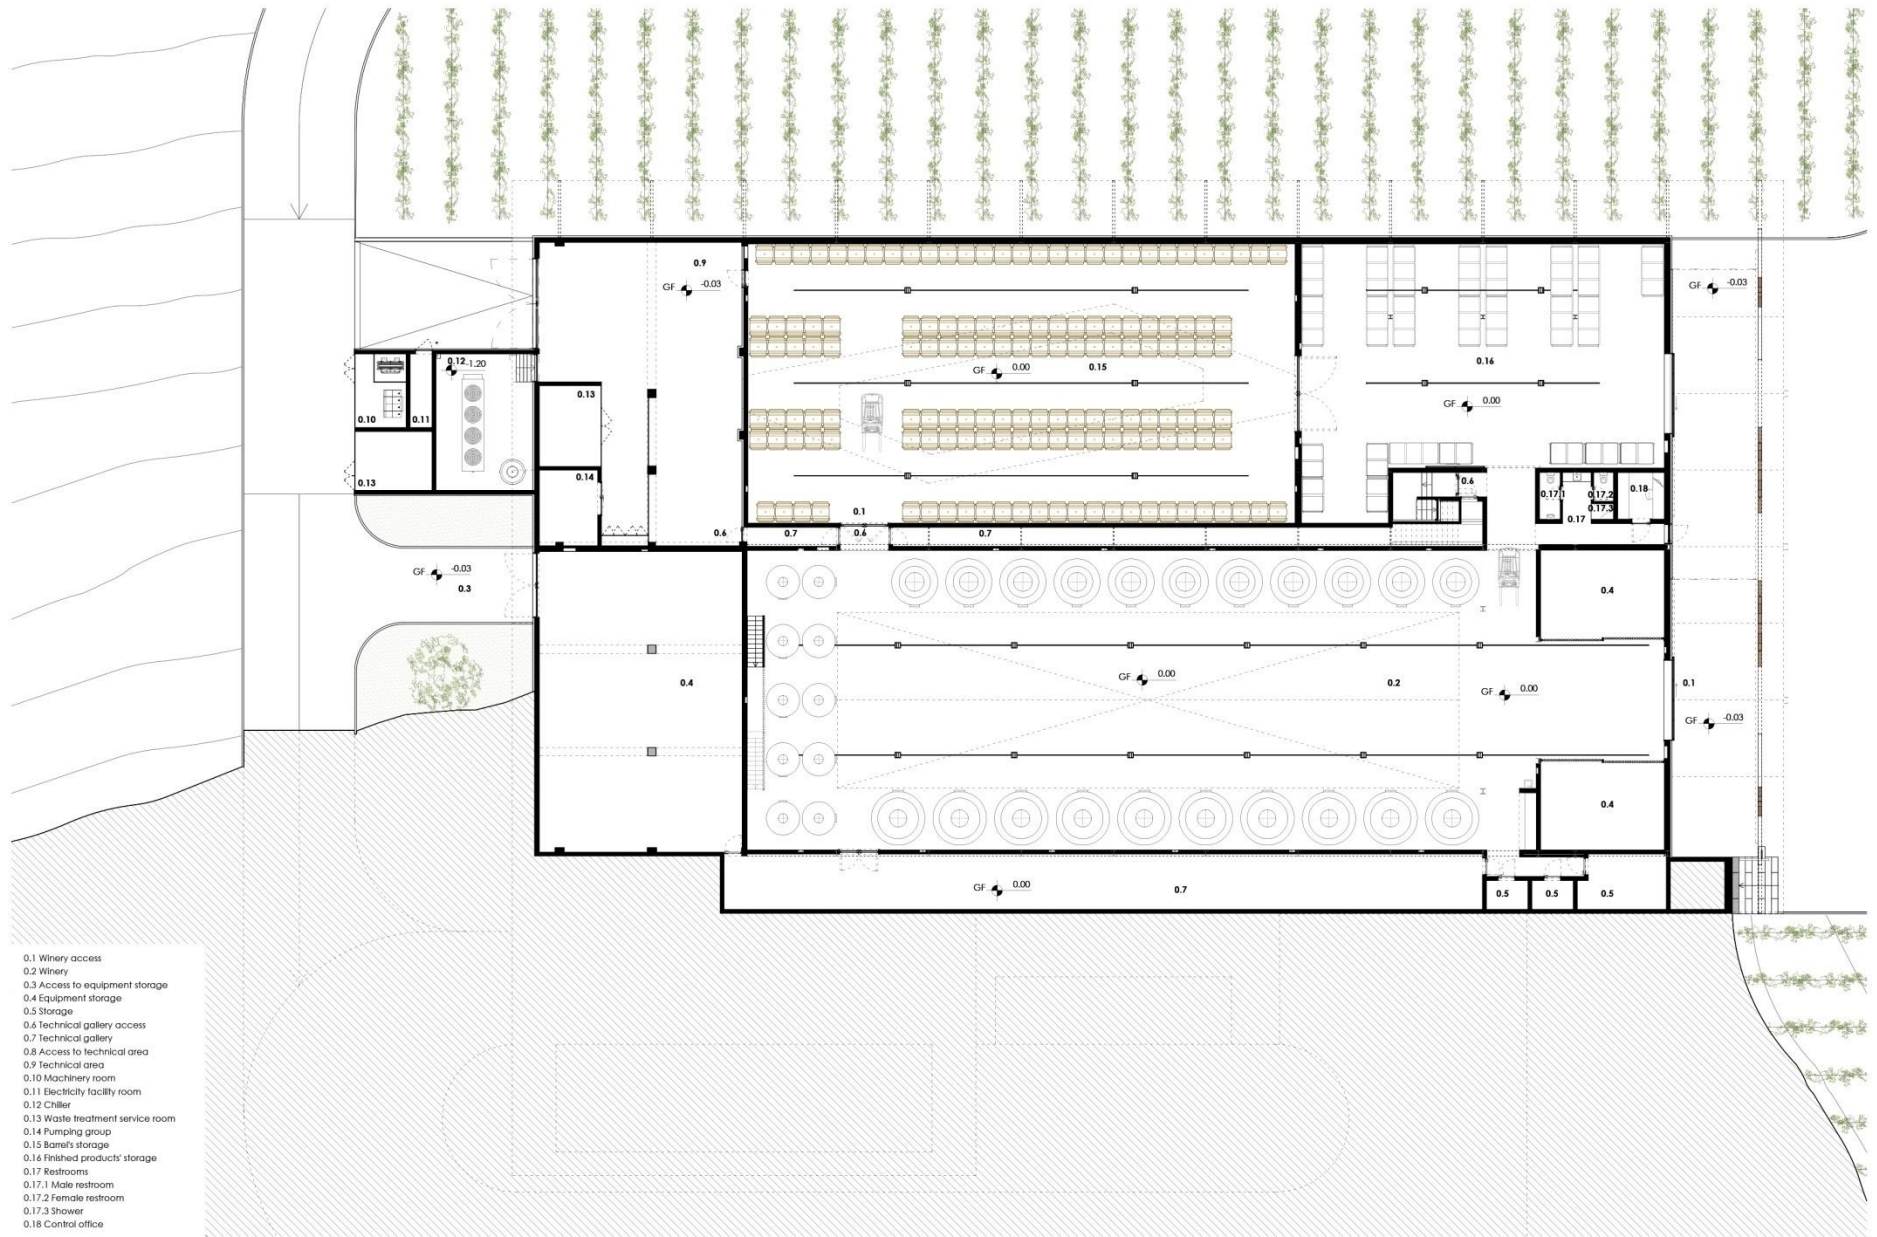 0.9
GF -0.03
GF -0.03
0.12 -1.20
0.16
GF 0.00
0.15
0.13
GF 0.00
0.10
0.11
0.14
0.6
0.18
0.13
0.17.1
0.17.2
0.17.3
0.1
0.17
0.6
0.7
0.6
0.7
GF -0.03
0.3
0.4
0.4
GF 0.00
0.2
GF 0.00
0.1
GF -0.03
0.4
GF 0.00
0.7
0.5
0.5
0.5
0.1 Winery access
0.2 Winery
0.3 Access to equipment storage
0.4 Equipment storage
0.5 Storage
0.6 Technical gallery access
0.7 Technical gallery
0.8 Access to technical area
0.9 Technical area
0.10 Machinery room
0.11 Electricity facility room
0.12 Chiller
0.13 Waste treatment service room
0.14 Pumping group
0.15 Barrel's storage
0.16 Finished products' storage
0.17 Restrooms
0.17.1 Male restroom
0.17.2 Female restroom
0.17.3 Shower
0.18 Control office